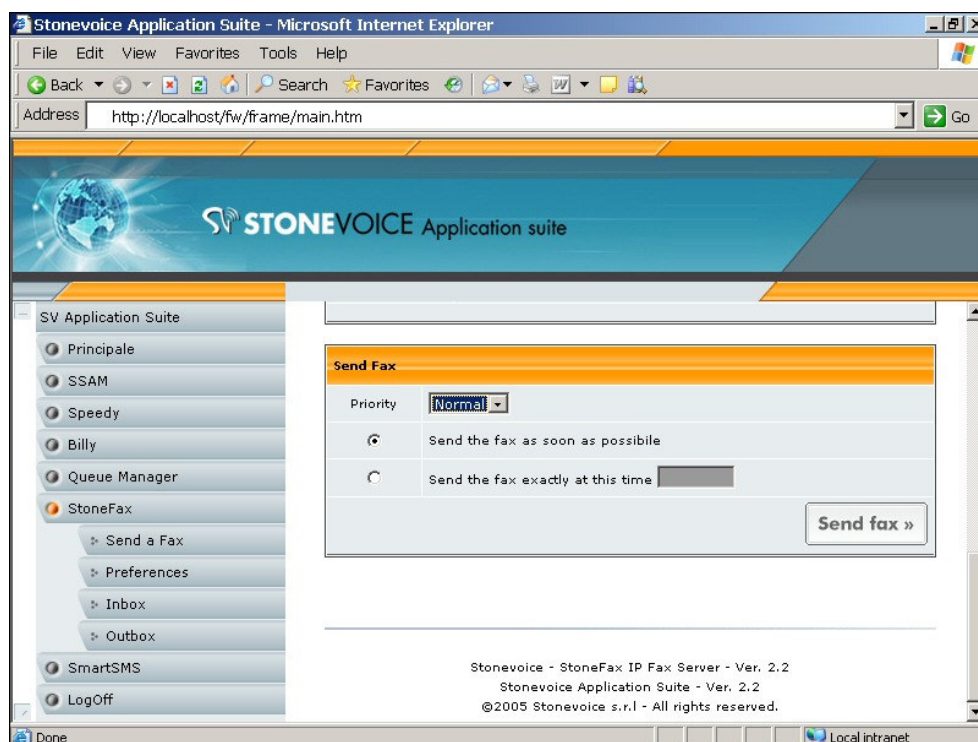 Stonevoice Application Suite - Microsoft Internet Explorer
File Edit View Favorites Tools Help
Back Search Favorites
Address http://localhost/fw/frame/main.htm Go
STONEVOICE Application suite
SV Application Suite
Principale
SSAM
Speedy
Billy
Queue Manager
StoneFax
Send a Fax
Preferences
Inbox
Outbox
SmartSMS
LogOff
Send Fax
Priority Normal
Send the fax as soon as possibile
Send the fax exactly at this time
Send fax »
Stonevoice - StoneFax IP Fax Server - Ver. 2.2
Stonevoice Application Suite - Ver. 2.2
©2005 Stonevoice s.r.l - All rights reserved.
Done Local intranet